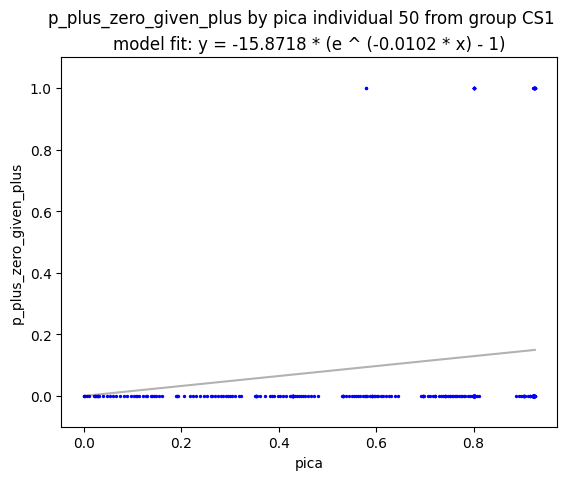 p_plus_zero_given_plus by pica individual 50 from group CS1
model fit: y = -15.8718 * (e ^ (-0.0102 * x) - 1)
1.0
0.8
0.6
0.4
0.2
0.0
p_plus_zero_given_plus
0.0 0.2 0.4 0.6 0.8
pica